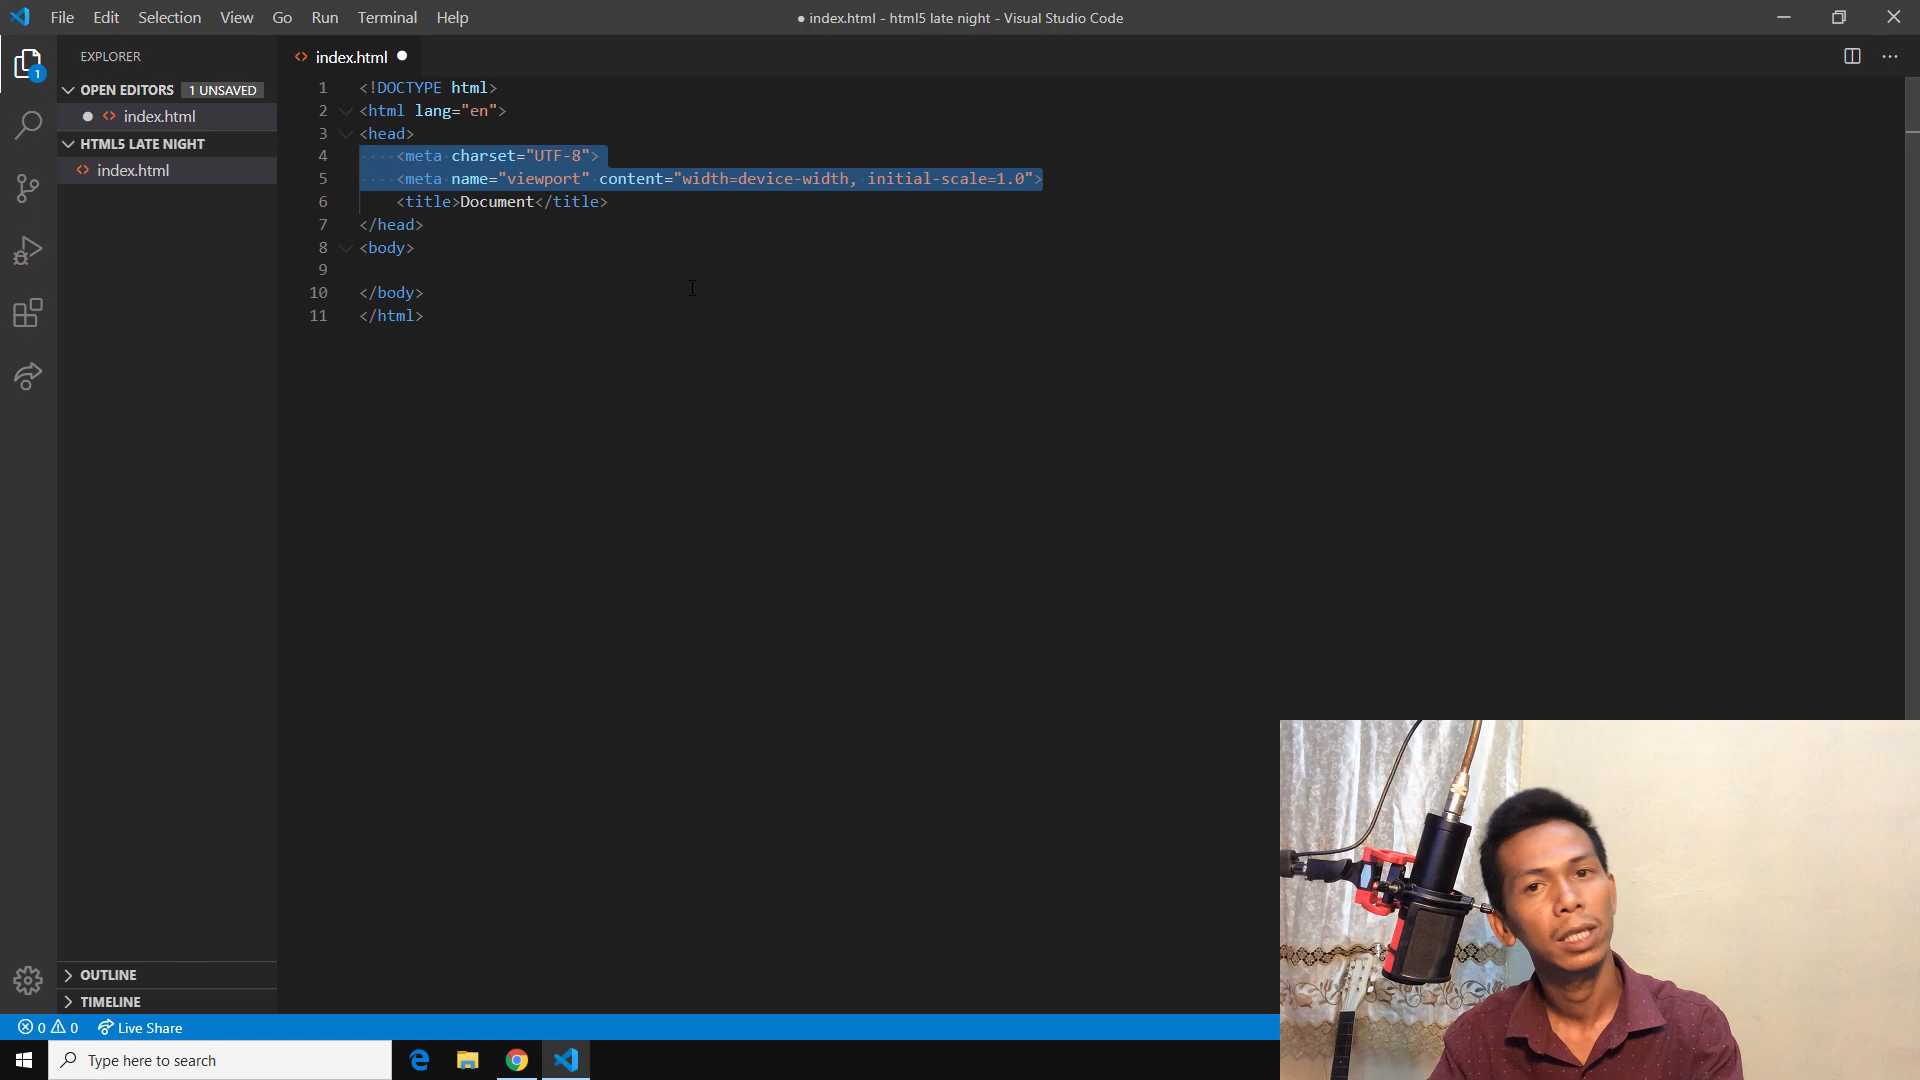 File Edit Selection View Go Run Terminal Help
● index.html - html5 late night - Visual Studio Code
EXPLORER
1
OPEN EDITORS 1 UNSAVED
index.html
HTML5 LATE NIGHT
index.html
index.html
1 <!DOCTYPE html>
2 <html lang="en">
3 <head>
4 <meta charset="UTF-8">
5 <meta name="viewport" content="width=device-width, initial-scale=1.0">
6 <title>Document</title>
7 </head>
8 <body>
9
10 </body>
11 </html>
OUTLINE
TIMELINE
0 0 Live Share
Type here to search